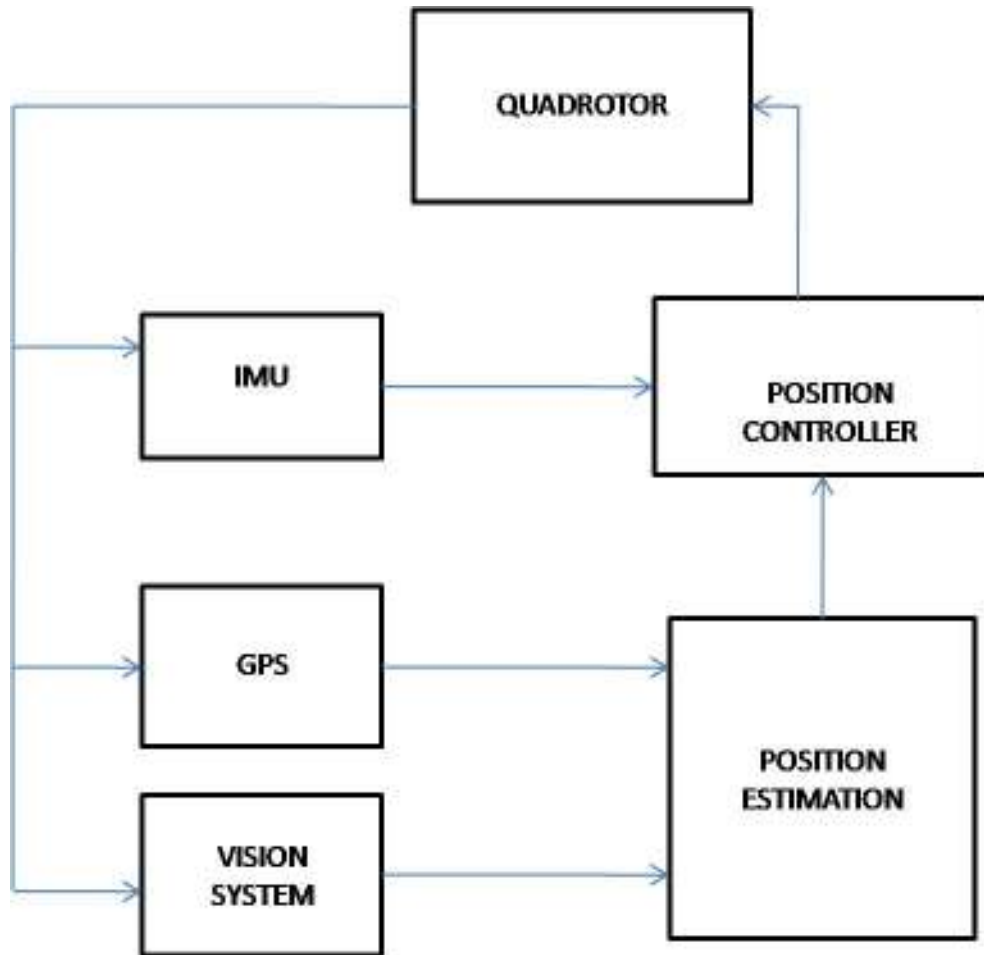 QUADROTOR
IMU
POSITION
CONTROLLER
GPS
POSITION
ESTIMATION
VISION
SYSTEM